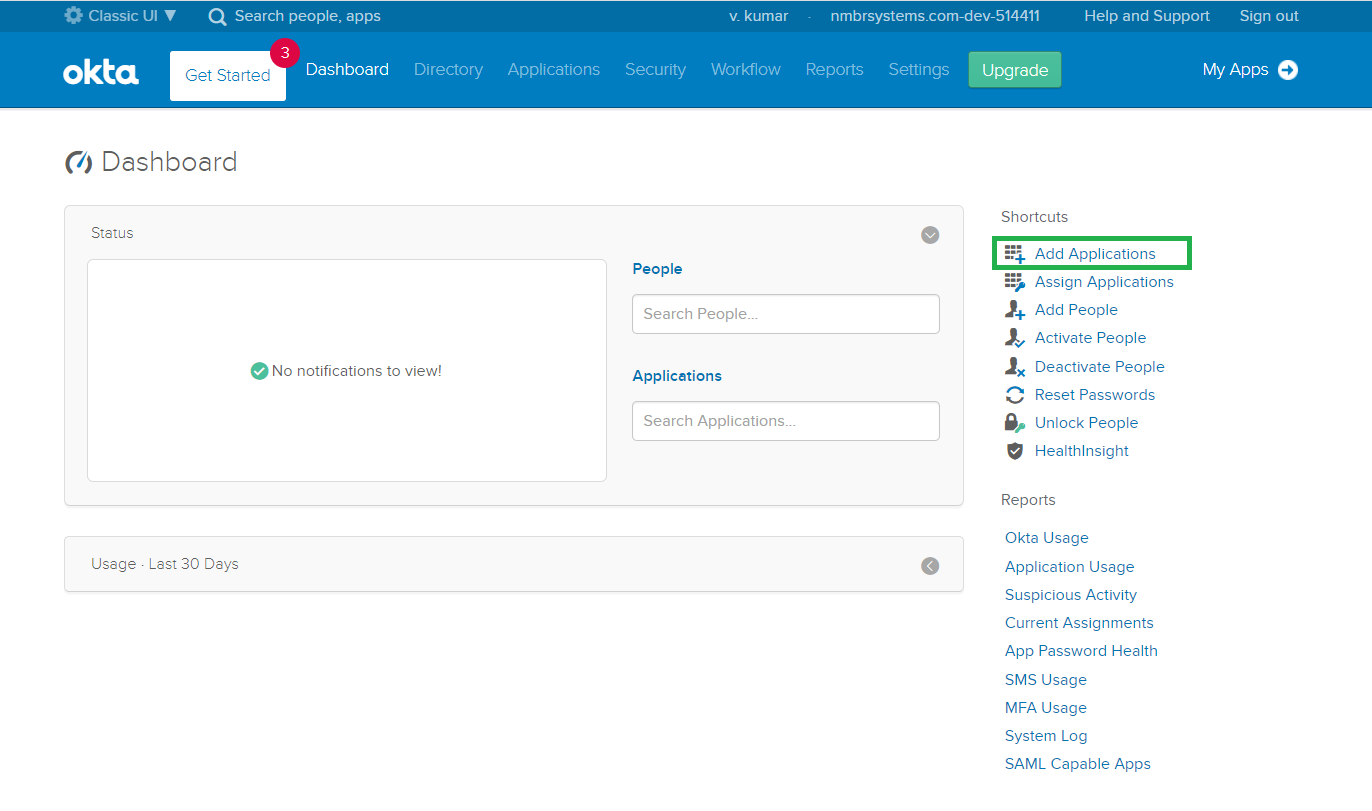 Classic UI ▼ Search people, apps v. kumar · nmbrsystems.com-dev-514411 Help and Support Sign out
okta Get Started 3 Dashboard Directory Applications Security Workflow Reports Settings Upgrade My Apps
Dashboard
Status
No notifications to view!
People
Search People...
Applications
Search Applications...
Usage · Last 30 Days
Shortcuts
Add Applications
Assign Applications
Add People
Activate People
Deactivate People
Reset Passwords
Unlock People
HealthInsight
Reports
Okta Usage
Application Usage
Suspicious Activity
Current Assignments
App Password Health
SMS Usage
MFA Usage
System Log
SAML Capable Apps